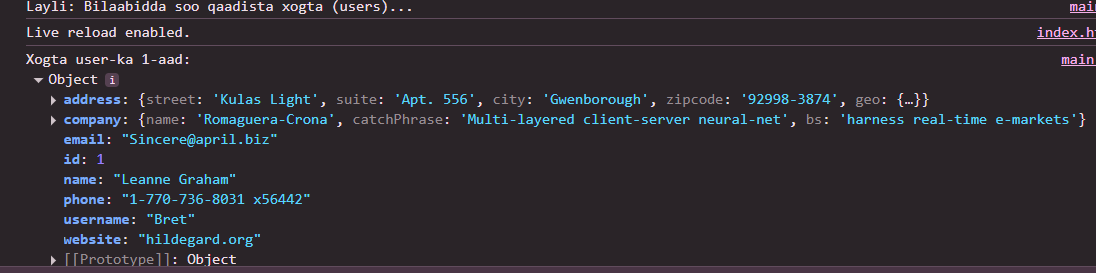 Layli: Bilaabidda soo qaadista xogta (users)... main
Live reload enabled. index.h
Xogta user-ka 1-aad: main
Object i
address: {street: 'Kulas Light', suite: 'Apt. 556', city: 'Gwenborough', zipcode: '92998-3874', geo: {…}}
company: {name: 'Romaguera-Crona', catchPhrase: 'Multi-layered client-server neural-net', bs: 'harness real-time e-markets'}
email: "Sincere@april.biz"
id: 1
name: "Leanne Graham"
phone: "1-770-736-8031 x56442"
username: "Bret"
website: "hildegard.org"
[[Prototype]]: Object